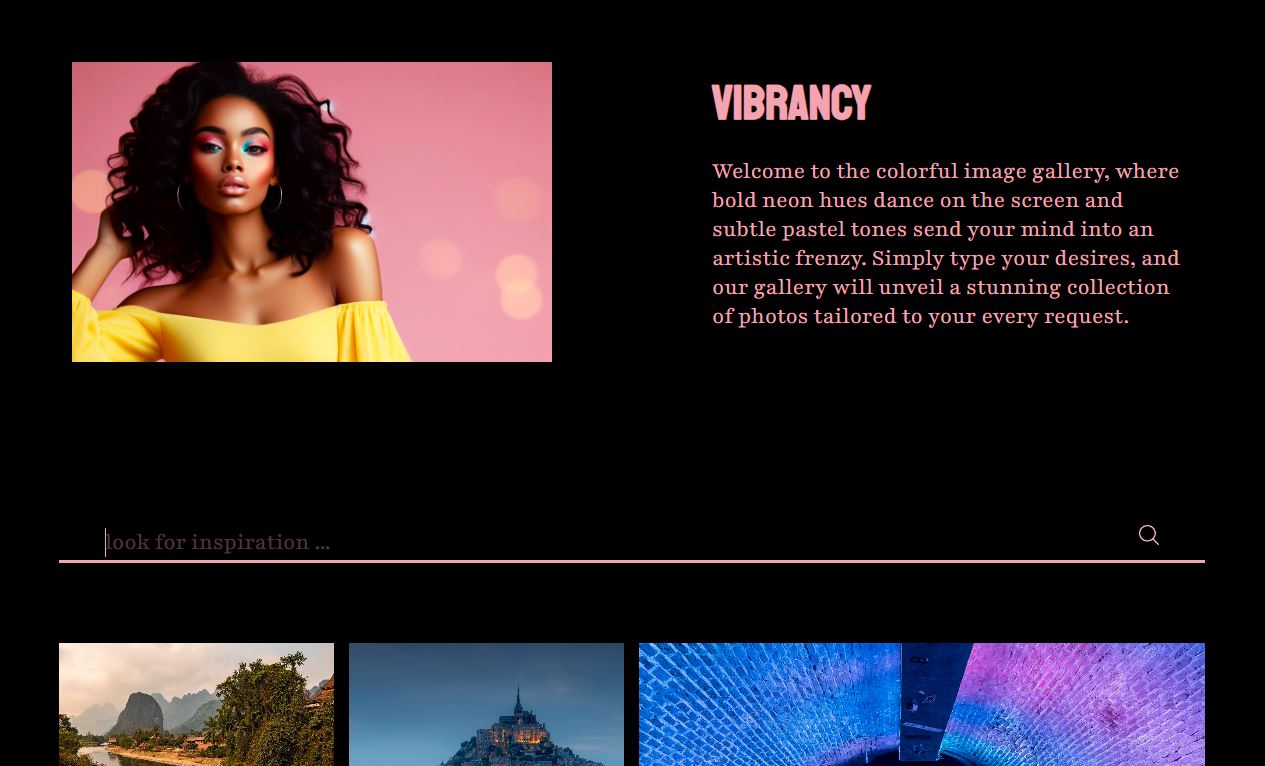 VIBRANCY
Welcome to the colorful image gallery, where
bold neon hues dance on the screen and
subtle pastel tones send your mind into an
artistic frenzy. Simply type your desires, and
our gallery will unveil a stunning collection
of photos tailored to your every request.
look for inspiration ...